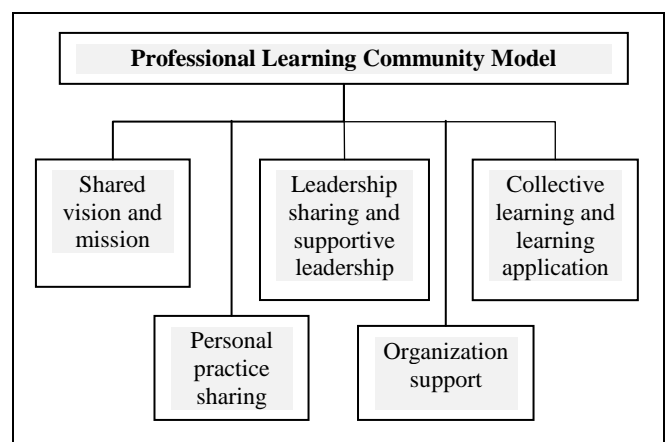 Professional Learning Community Model
Shared
vision and
mission
Leadership
sharing and
supportive
leadership
Collective
learning and
learning
application
Personal
practice
sharing
Organization
support